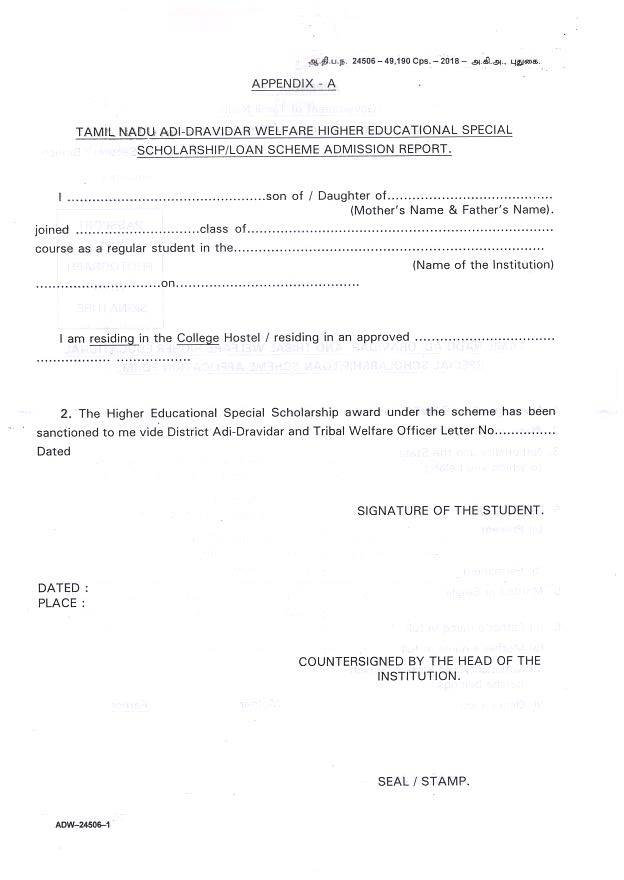 ஆ.தி.ப.ந. 24506 – 49,190 Cps. – 2018 – அ.கி.அ., புதுகை.
APPENDIX - A
TAMIL NADU ADI-DRAVIDAR WELFARE HIGHER EDUCATIONAL SPECIAL
SCHOLARSHIP/LOAN SCHEME ADMISSION REPORT.
I ................................................son of / Daughter of........................................
(Mother's Name & Father's Name).
joined ..............................class of..........................................................................
course as a regular student in the...........................................................................
(Name of the Institution)
..............................on............................................
I am residing in the College Hostel / residing in an approved ..................................
................... ..................
2. The Higher Educational Special Scholarship award under the scheme has been
sanctioned to me vide District Adi-Dravidar and Tribal Welfare Officer Letter No...............
Dated
SIGNATURE OF THE STUDENT.
DATED :
PLACE :
COUNTERSIGNED BY THE HEAD OF THE
INSTITUTION.
SEAL / STAMP.
ADW–24506–1